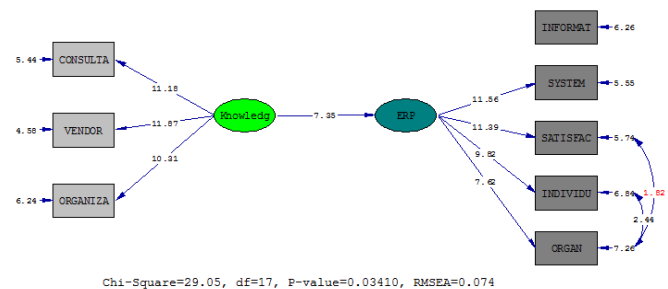 INFORMAT 6.26
5.44 CONSULTA
SYSTEM 5.55
11.18
11.56
4.58 VENDOR
11.87
Knowledg
7.35
ERP
11.39
SATISFAC 5.74
9.82
10.31
7.62
6.24 ORGANIZA
INDIVIDU 6.84
1.82
2.44
ORGAN 7.26
Chi-Square=29.05, df=17, P-value=0.03410, RMSEA=0.074